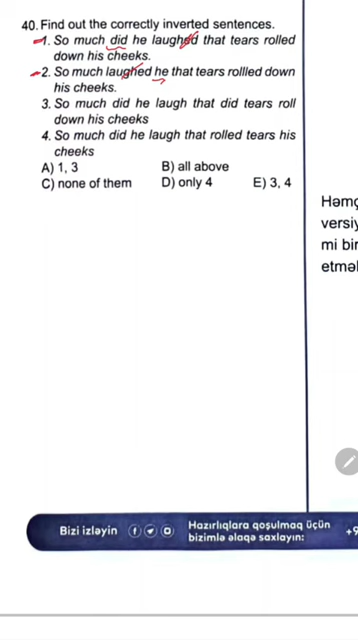 40. Find out the correctly inverted sentences.
1. So much did he laughed that tears rolled
down his cheeks.
2. So much laughed he that tears rollled down
his cheeks.
3. So much did he laugh that did tears roll
down his cheeks
4. So much did he laugh that rolled tears his
cheeks
A) 1, 3 B) all above
C) none of them D) only 4 E) 3, 4
Həmç
versiy
mi bir
etməl
Bizi izləyin
Hazırlıqlara qoşulmaq üçün
bizimlə əlaqə saxlayın:
+9